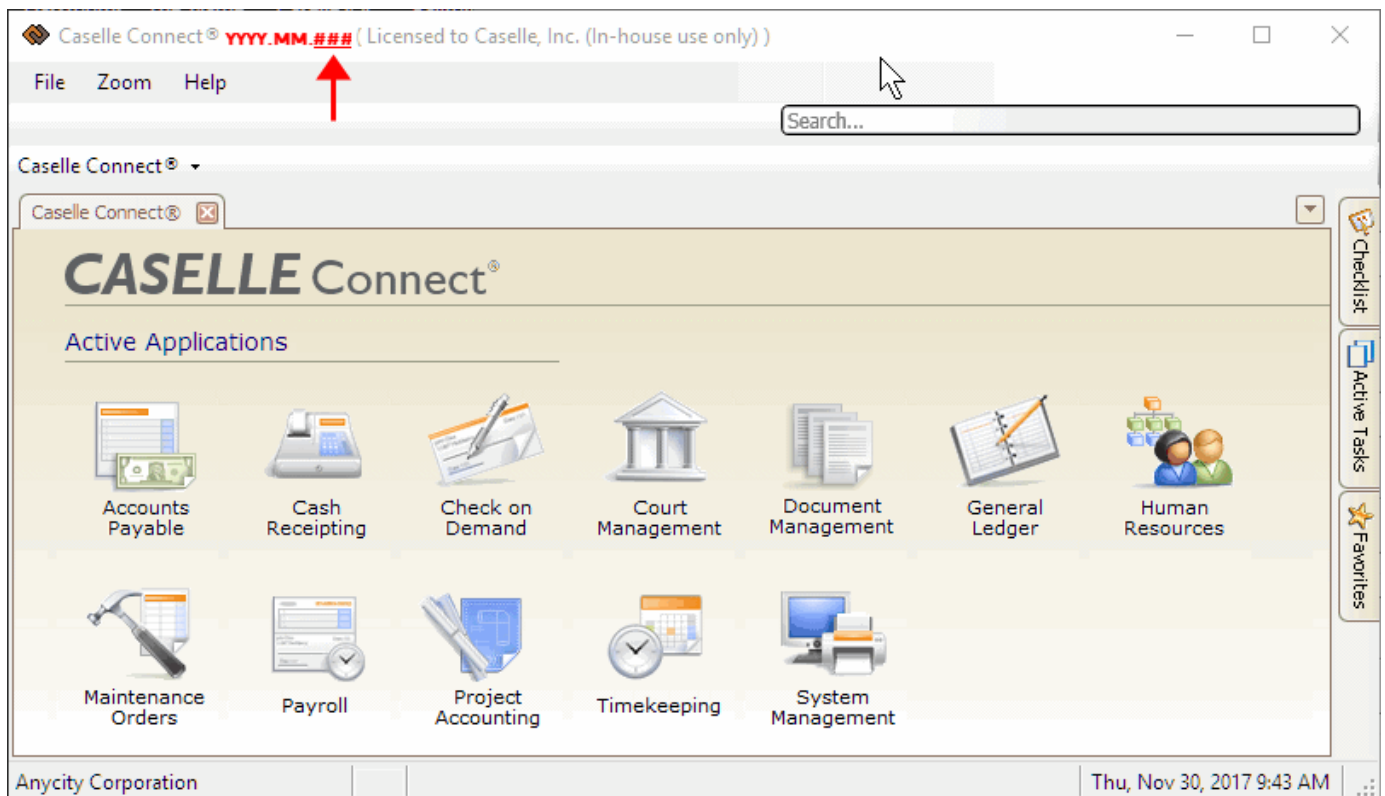 Caselle Connect® YYYY.MM.### ( Licensed to Caselle, Inc. (In-house use only) )
File Zoom Help
Search...
Caselle Connect®
Caselle Connect®
CASELLE Connect®
Active Applications
Accounts
Payable
Cash
Receipting
Check on
Demand
Court
Management
Document
Management
General
Ledger
Human
Resources
Maintenance
Orders
Payroll
Project
Accounting
Timekeeping
System
Management
Checklist
Active Tasks
Favorites
Anycity Corporation
Thu, Nov 30, 2017 9:43 AM